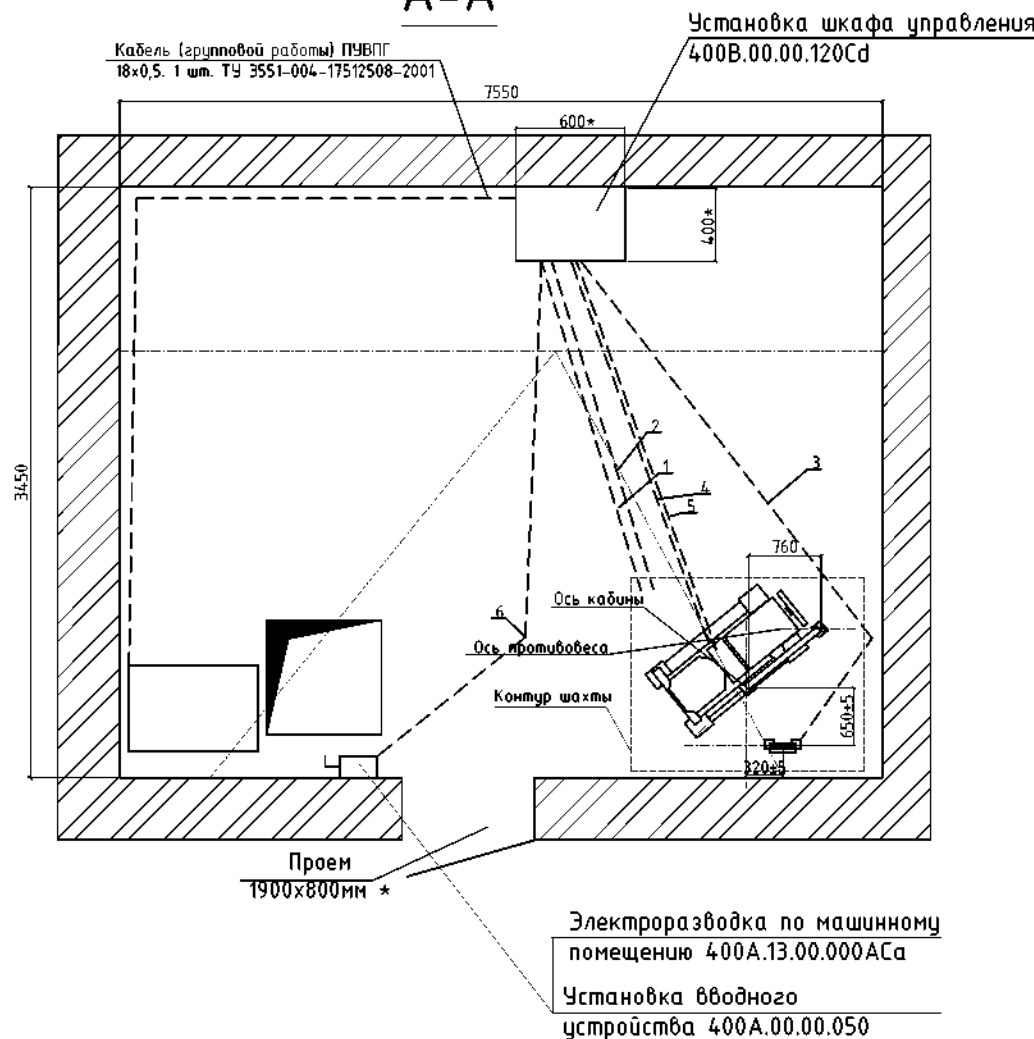 А-А
Установка шкафа управления
400В.00.00.120Cd
Кабель (групповой работы) ПУВПГ
18х0,5. 1 шт. ТУ 3551-004-17512508-2001
7550
600*
400*
3450
2
1
4
5
3
760
6
Ось кабины
Ось противовеса
Контур шахты
650±5
320±5
Проем
1900х800мм *
Электроразводка по машинному
помещению 400А.13.00.000АСа
Установка вводного
устройства 400А.00.00.050